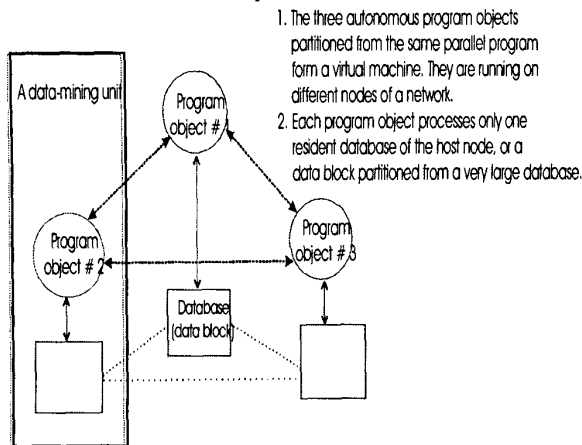 1. The three autonomous program objects
partitioned from the same parallel program
form a virtual machine. They are running on
different nodes of a network.
2. Each program object processes only one
resident database of the host node, or a
data block partitioned from a very large database.
A data-mining unit
Program
object #
Program
object # 2
Program
object # 3
Database
(data block)